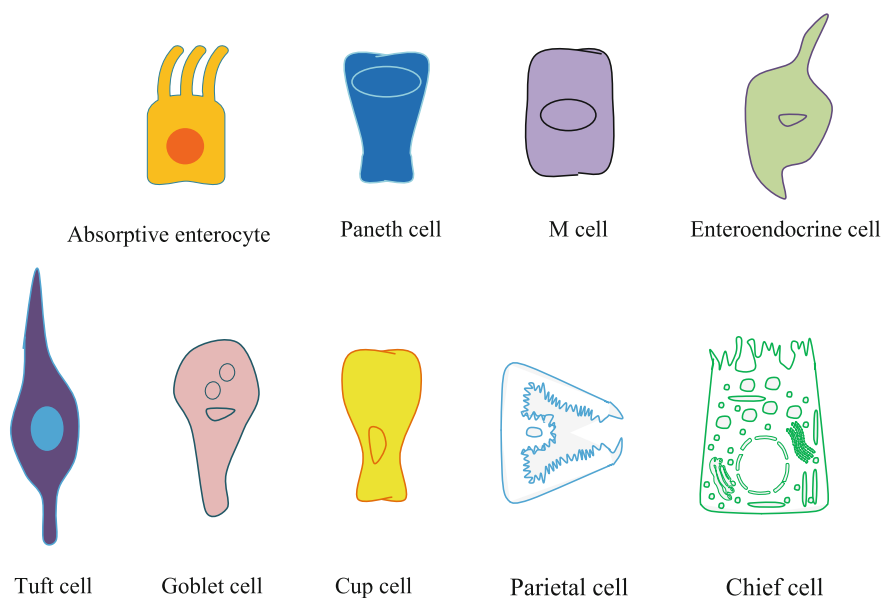 Absorptive enterocyte
Paneth cell
M cell
Enteroendocrine cell
Tuft cell
Goblet cell
Cup cell
Parietal cell
Chief cell